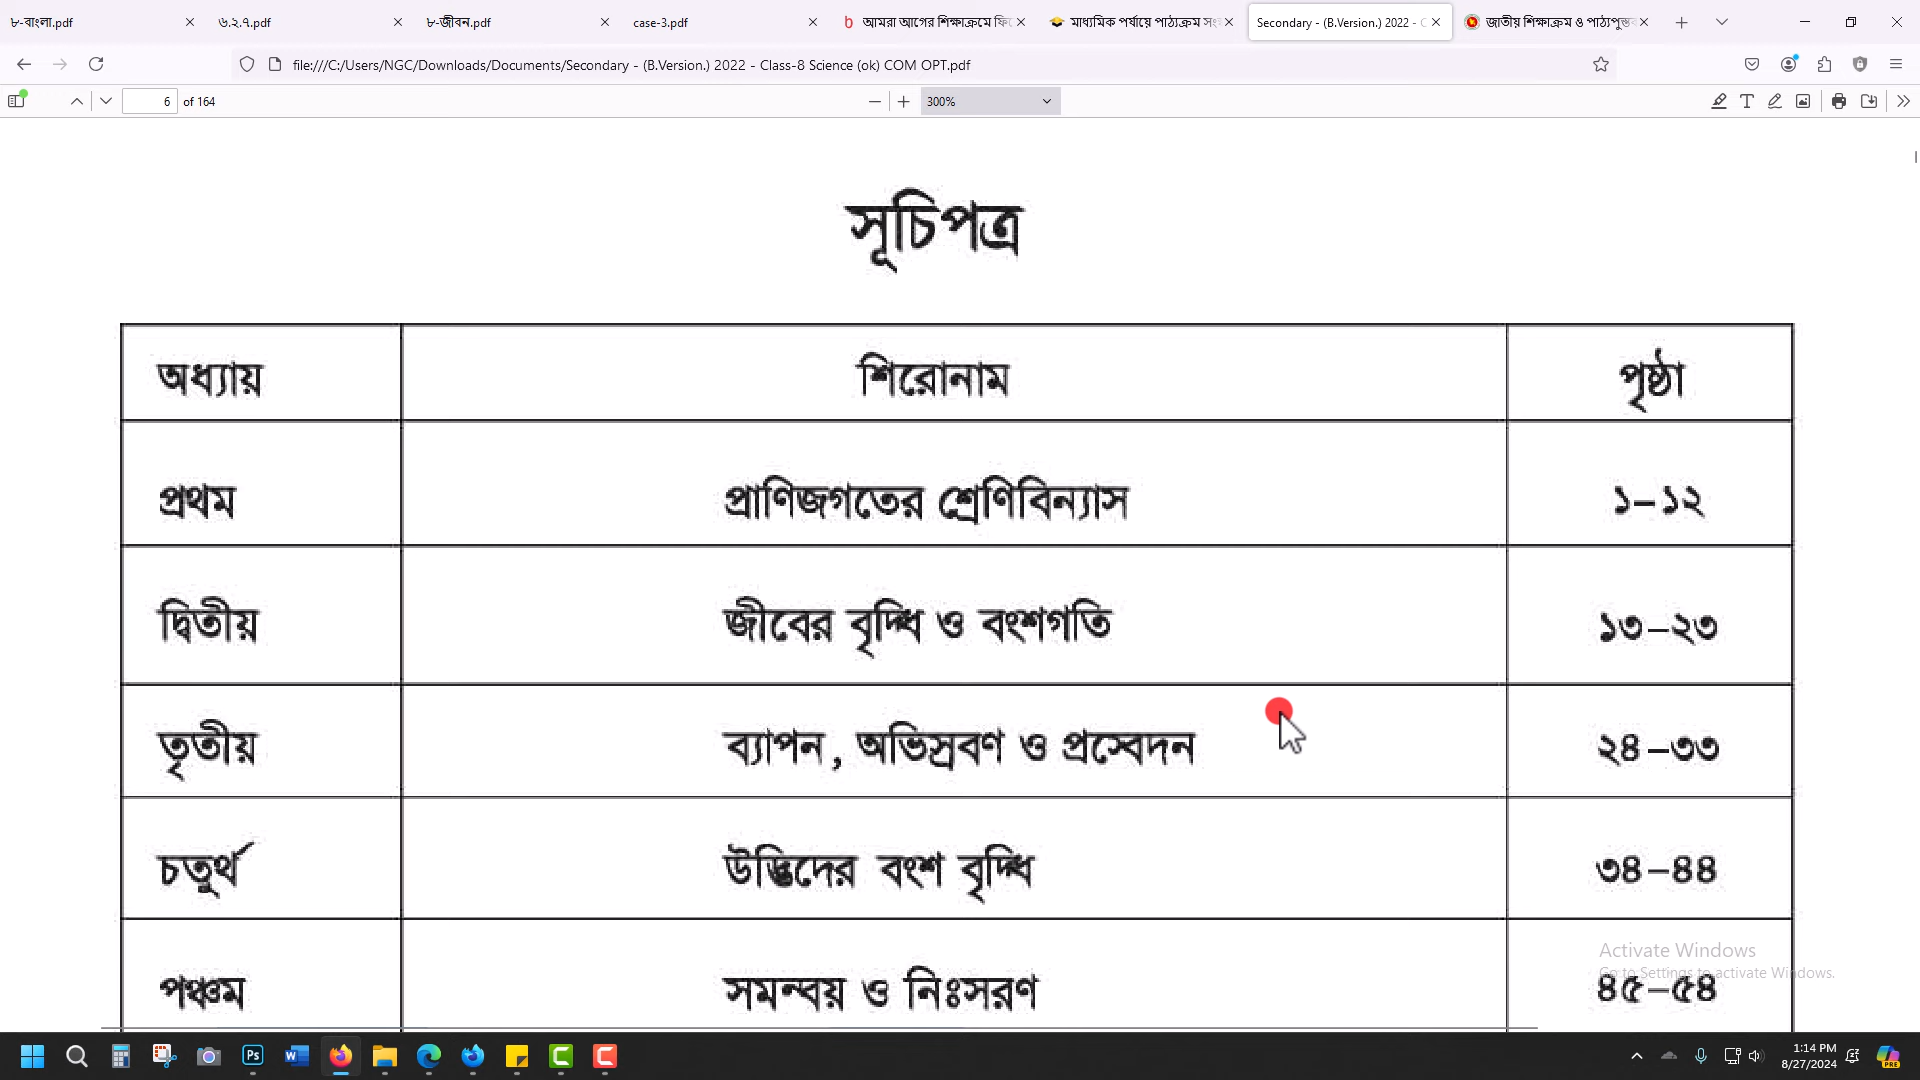 ৮-বাংলা.pdf
৬.২.৭.pdf
৮-জীবন.pdf
case-3.pdf
আমরা আগের শিক্ষাক্রমে ফি
মাধ্যমিক পর্যায়ে পাঠ্যক্রম সং
Secondary - (B.Version.) 2022 - C
জাতীয় শিক্ষাক্রম ও পাঠ্যপুস্তক
file:///C:/Users/NGC/Downloads/Documents/Secondary - (B.Version.) 2022 - Class-8 Science (ok) COM OPT.pdf
6 of 164
300%
সূচিপত্র
অধ্যায় শিরোনাম পৃষ্ঠা
প্রথম প্রাণিজগতের শ্রেণিবিন্যাস ১–১২
দ্বিতীয় জীবের বৃদ্ধি ও বংশগতি ১৩–২৩
তৃতীয় ব্যাপন, অভিস্রবণ ও প্রস্বেদন ২৪–৩৩
চতুর্থ উদ্ভিদের বংশ বৃদ্ধি ৩৪–৪৪
পঞ্চম সমন্বয় ও নিঃসরণ ৪৫–৫৪
Activate Windows
Go to Settings to activate Windows.
1:14 PM
8/27/2024